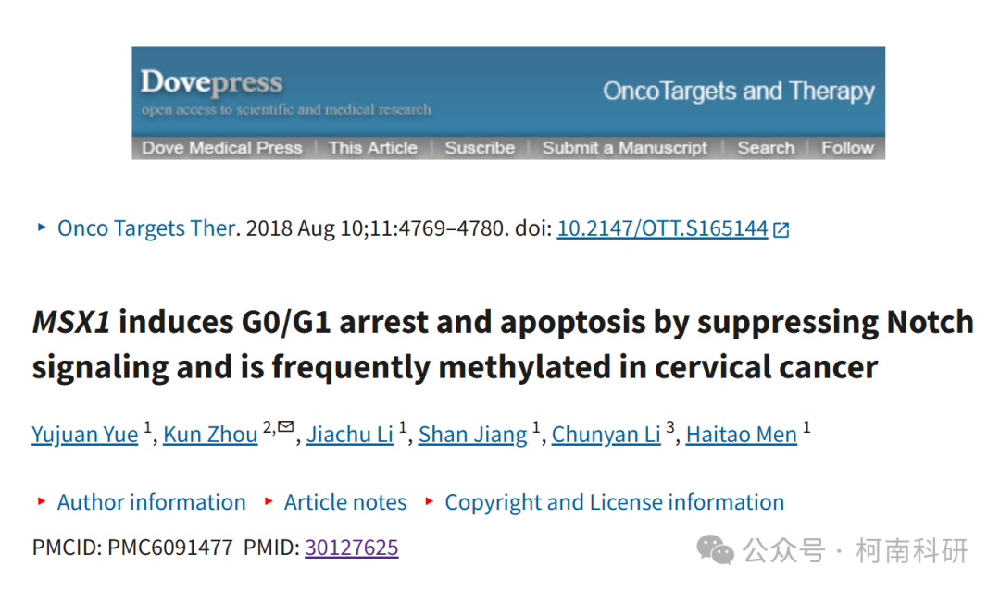 Dovepress
open access to scientific and medical research
OncoTargets and Therapy
Dove Medical Press | This Article | Suscribe | Submit a Manuscript | Search | Follow
Onco Targets Ther. 2018 Aug 10;11:4769–4780. doi: 10.2147/OTT.S165144
MSX1 induces G0/G1 arrest and apoptosis by suppressing Notch
signaling and is frequently methylated in cervical cancer
Yujuan Yue 1, Kun Zhou 2,✉, Jiachu Li 1, Shan Jiang 1, Chunyan Li 3, Haitao Men 1
▸ Author information ▸ Article notes ▸ Copyright and License information
PMCID: PMC6091477 PMID: 30127625
公众号 · 柯南科研